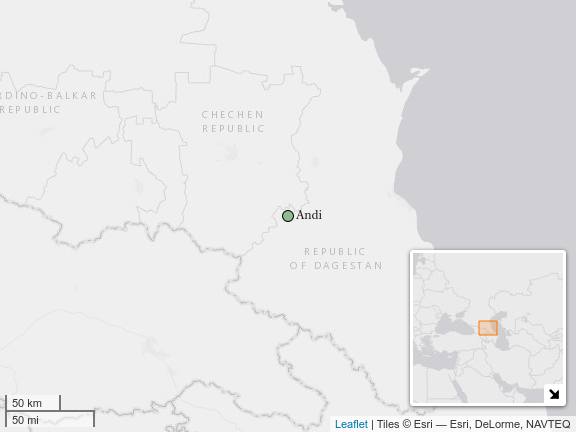 RDINO-BALKAR
REPUBLIC
CHECHEN
REPUBLIC
Andi
REPUBLIC
OF DAGESTAN
50 km
50 mi
Leaflet | Tiles © Esri — Esri, DeLorme, NAVTEQ